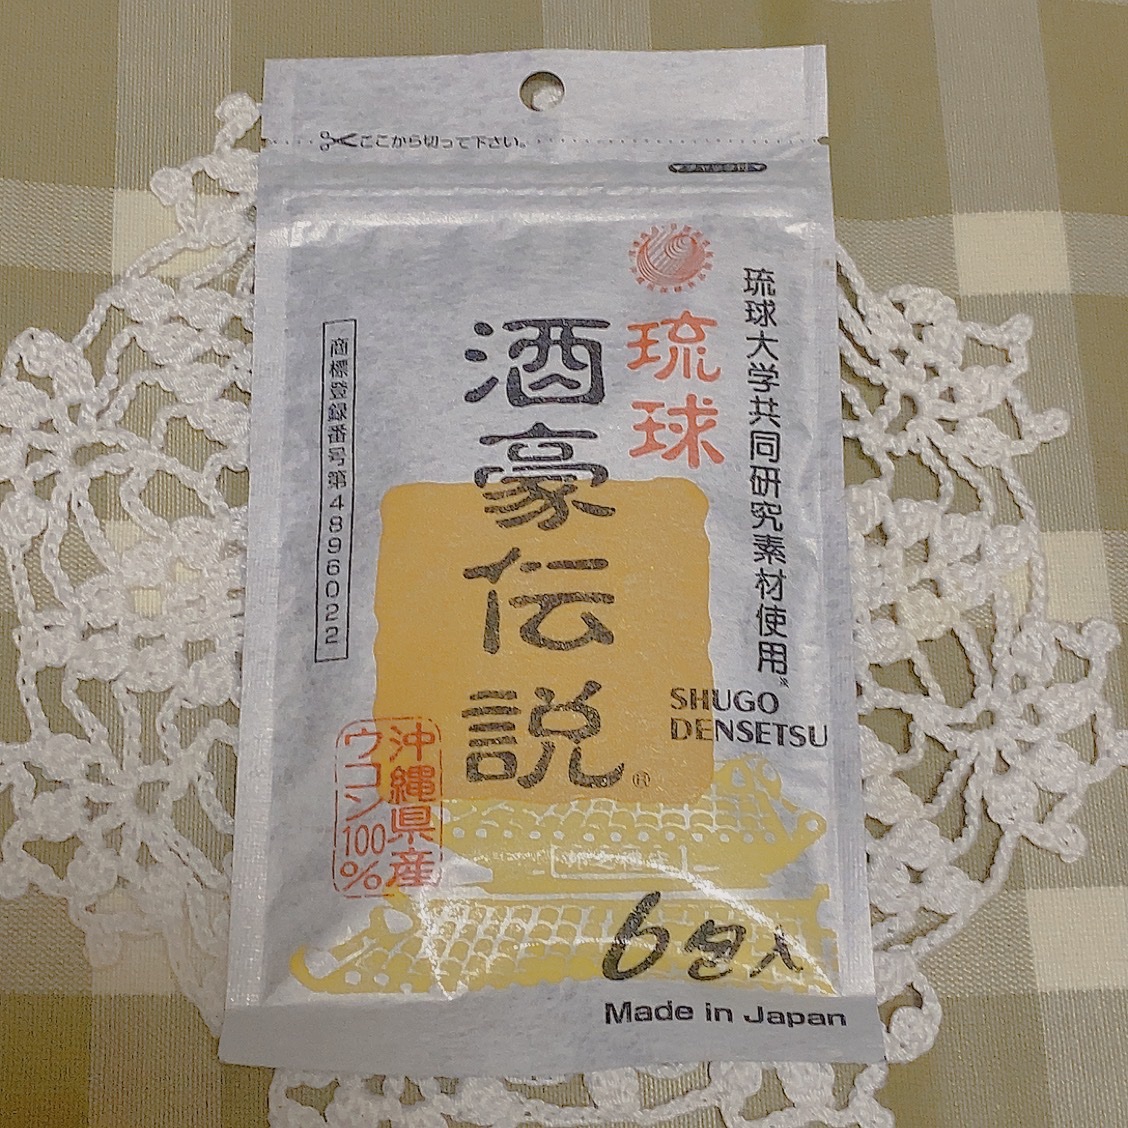 ここから切って下さい。
琉球大学共同研究素材使用※
琉球
酒豪伝説®
SHUGO
DENSETSU
商標登録番号第4896022
沖縄県産
ウコン100%
6包入
Made in Japan